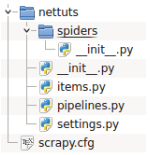 nettuts
spiders
__init__.py
__init__.py
items.py
pipelines.py
settings.py
scrapy.cfg